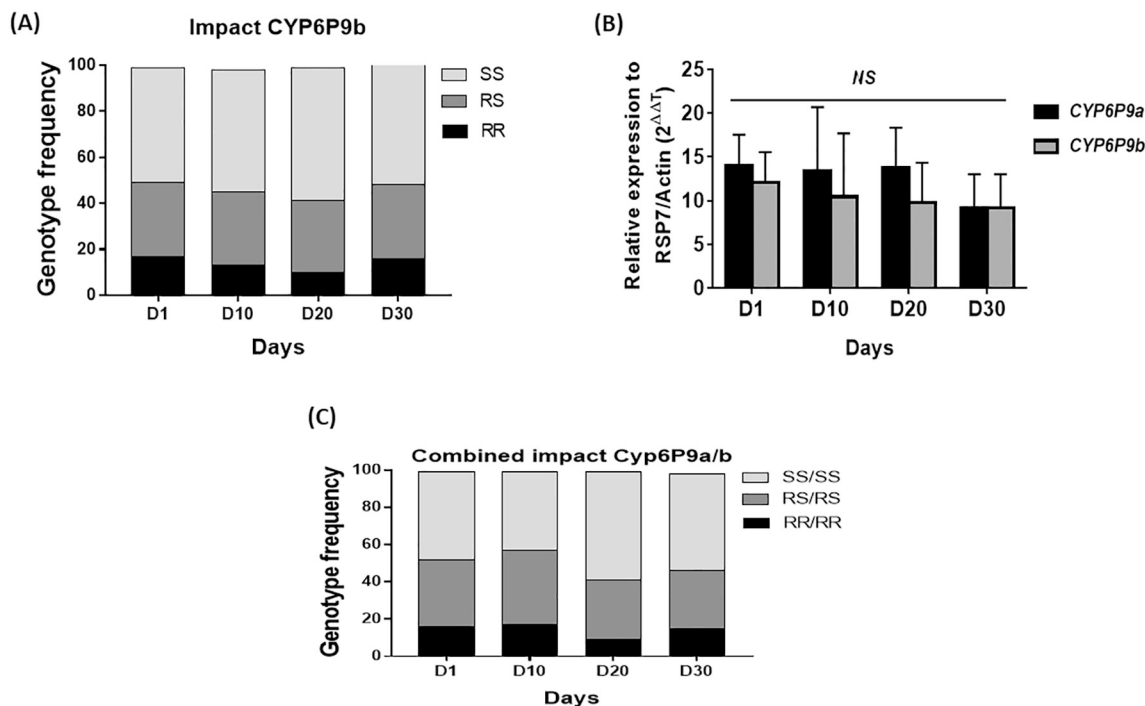 (A)
Impact CYP6P9b
Genotype frequency
100
80
60
40
20
0
D1 D10 D20 D30
Days
SS
RS
RR
(B)
Relative expression to
RSP7/Actin (2^ΔΔT)
25
20
15
10
5
0
NS
D1 D10 D20 D30
Days
CYP6P9a
CYP6P9b
(C)
Combined impact Cyp6P9a/b
Genotype frequency
100
80
60
40
20
0
D1 D10 D20 D30
Days
SS/SS
RS/RS
RR/RR